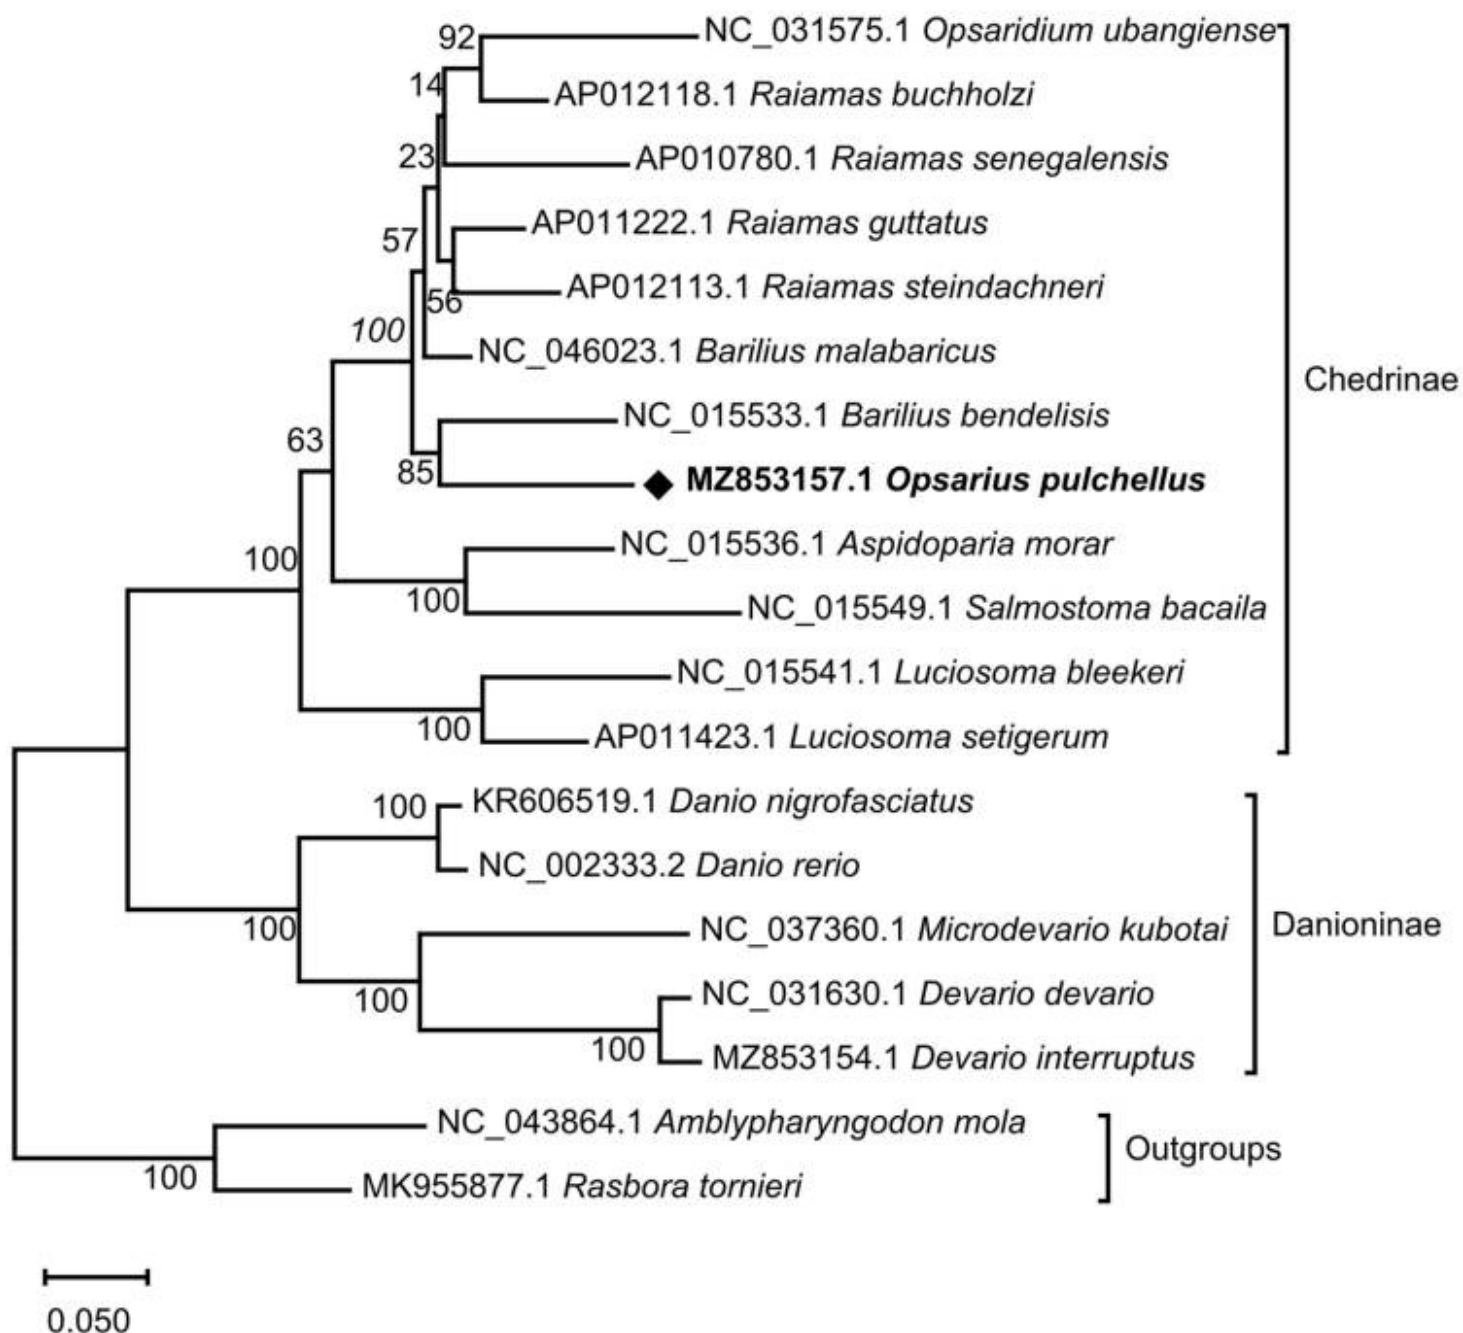 92
NC_031575.1 Opsaridium ubangiense
14
AP012118.1 Raiamas buchholzi
23
AP010780.1 Raiamas senegalensis
57
AP011222.1 Raiamas guttatus
56
AP012113.1 Raiamas steindachneri
100
NC_046023.1 Barilius malabaricus
Chedrinae
63
NC_015533.1 Barilius bendelisis
85
MZ853157.1 Opsarius pulchellus
100
NC_015536.1 Aspidoparia morar
100
NC_015549.1 Salmostoma bacaila
NC_015541.1 Luciosoma bleekeri
100
AP011423.1 Luciosoma setigerum
100
KR606519.1 Danio nigrofasciatus
NC_002333.2 Danio rerio
100
NC_037360.1 Microdevario kubotai
Danioninae
100
NC_031630.1 Devario devario
100
MZ853154.1 Devario interruptus
NC_043864.1 Amblypharyngodon mola
Outgroups
100
MK955877.1 Rasbora tornieri
0.050